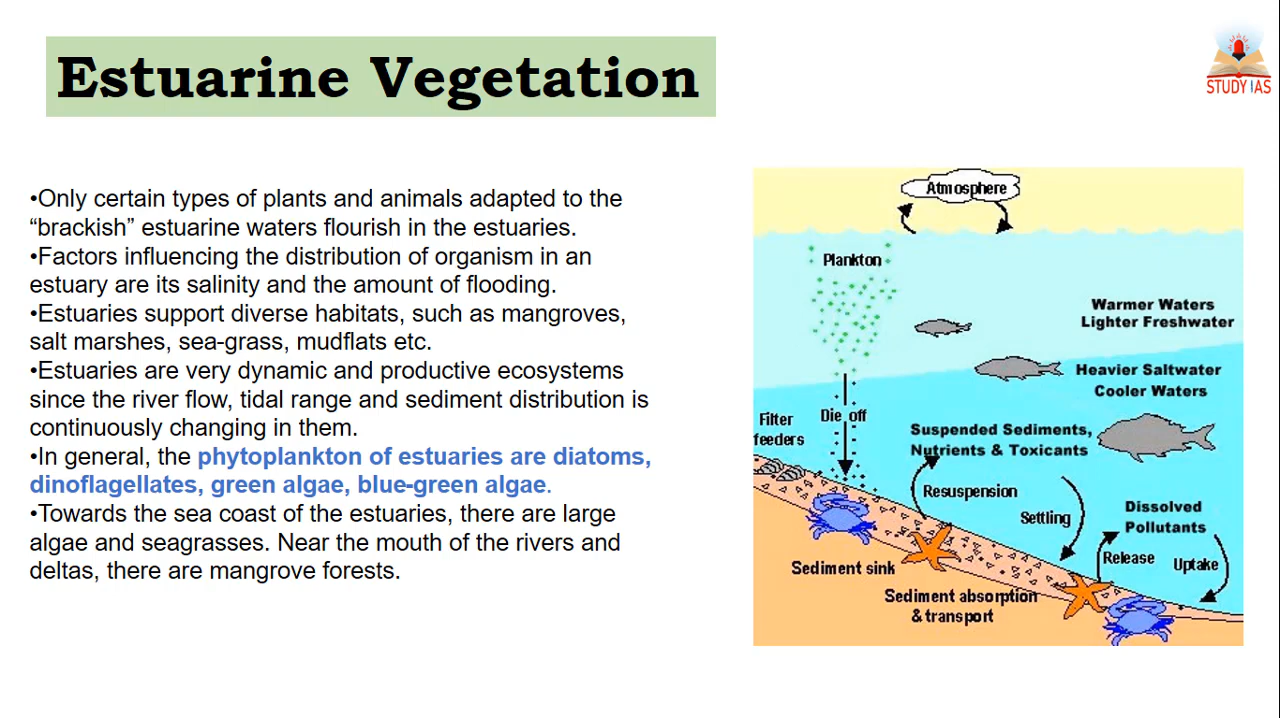 Estuarine Vegetation
STUDY IAS
•Only certain types of plants and animals adapted to the
“brackish” estuarine waters flourish in the estuaries.
•Factors influencing the distribution of organism in an
estuary are its salinity and the amount of flooding.
•Estuaries support diverse habitats, such as mangroves,
salt marshes, sea-grass, mudflats etc.
•Estuaries are very dynamic and productive ecosystems
since the river flow, tidal range and sediment distribution is
continuously changing in them.
•In general, the phytoplankton of estuaries are diatoms,
dinoflagellates, green algae, blue-green algae.
•Towards the sea coast of the estuaries, there are large
algae and seagrasses. Near the mouth of the rivers and
deltas, there are mangrove forests.
Atmosphere
Plankton
Warmer Waters
Lighter Freshwater
Heavier Saltwater
Cooler Waters
Filter
feeders
Die off
Suspended Sediments,
Nutrients & Toxicants
Resuspension
Settling
Dissolved
Pollutants
Release
Uptake
Sediment sink
Sediment absorption
& transport